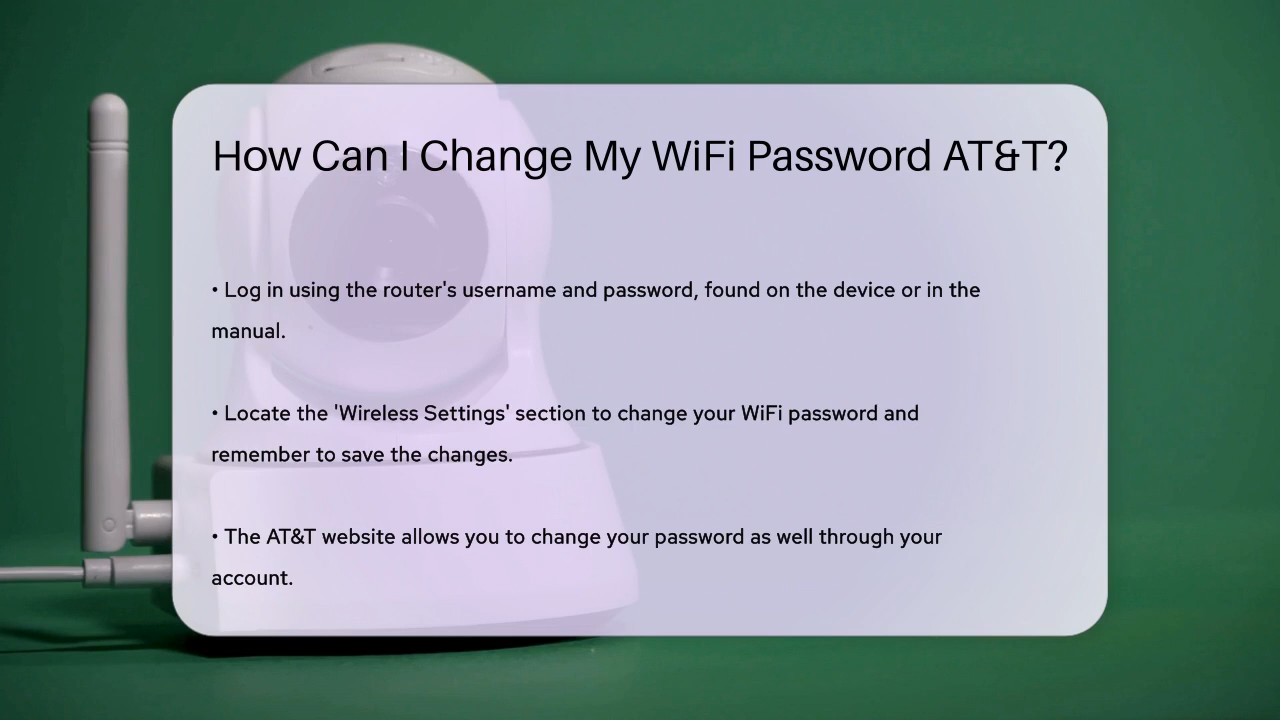 How Can I Change My WiFi Password AT&T?
• Log in using the router's username and password, found on the device or in the
manual.
• Locate the 'Wireless Settings' section to change your WiFi password and
remember to save the changes.
• The AT&T website allows you to change your password as well through your
account.